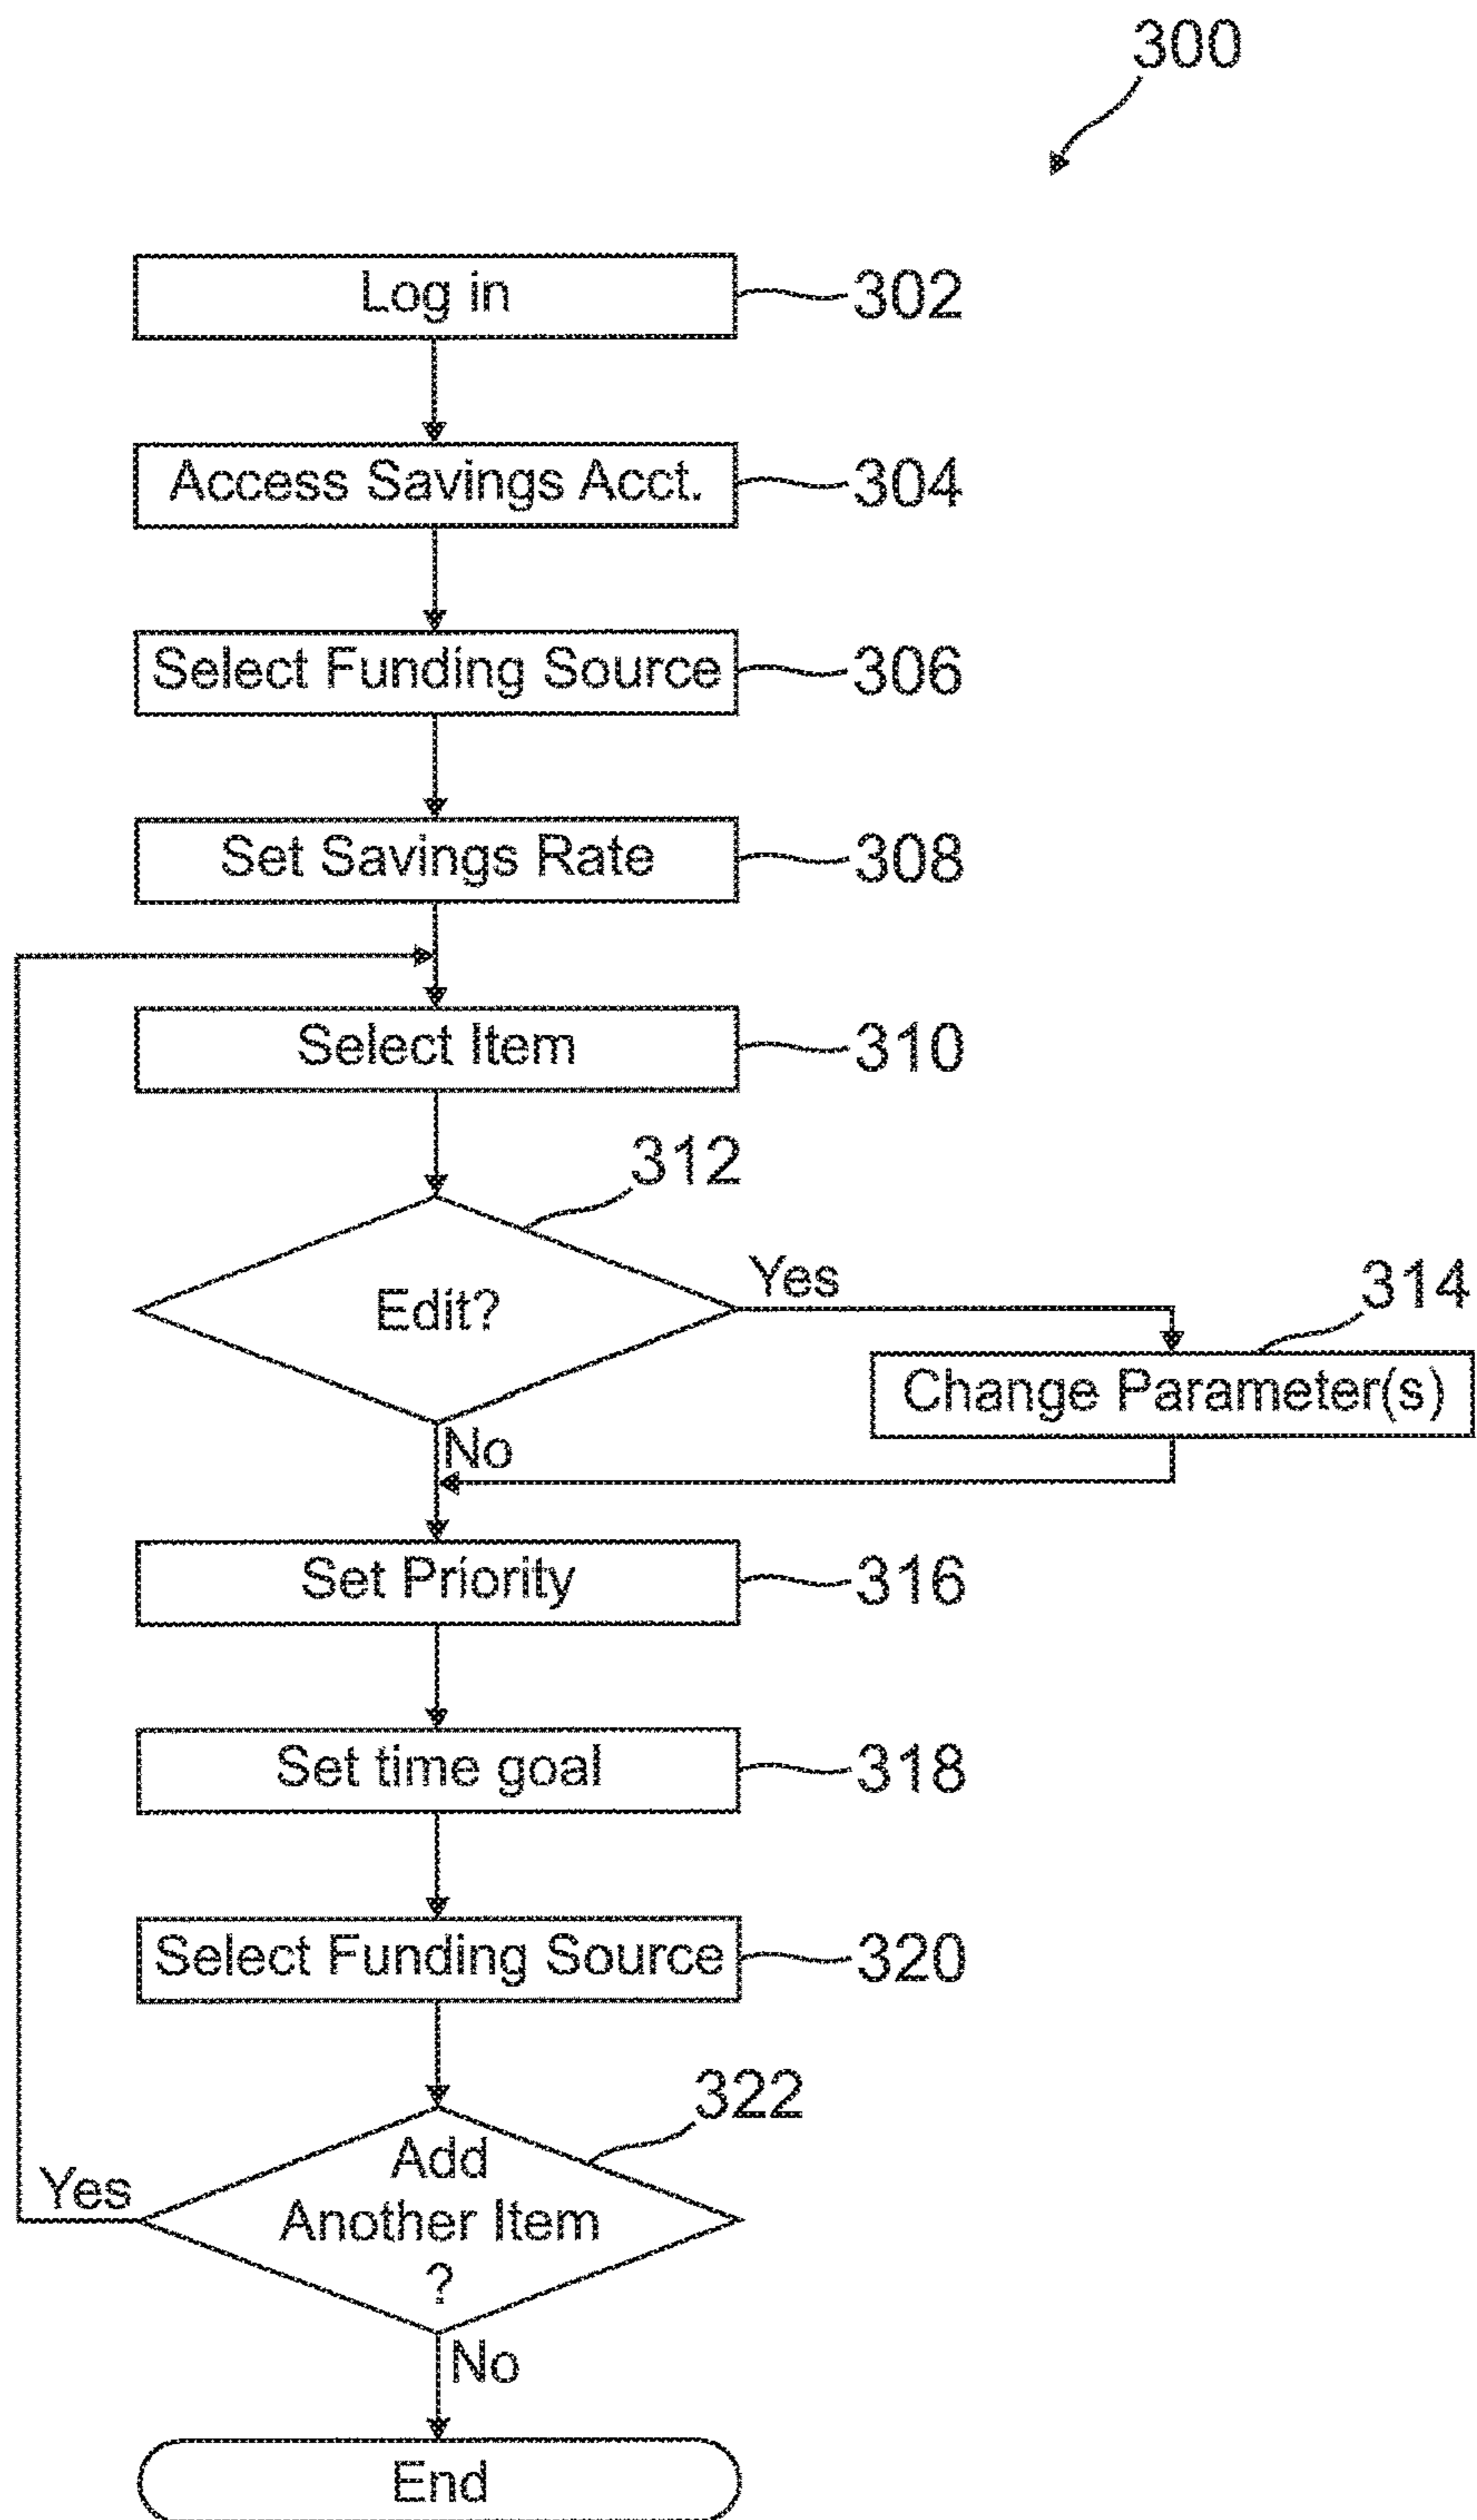 300
Log in
302
Access Savings Acct.
304
Select Funding Source
306
Set Savings Rate
308
Select Item
310
312
Edit?
Yes
314
Change Parameter(s)
No
Set Priority
316
Set time goal
318
Select Funding Source
320
322
Add
Another Item
?
Yes
No
End